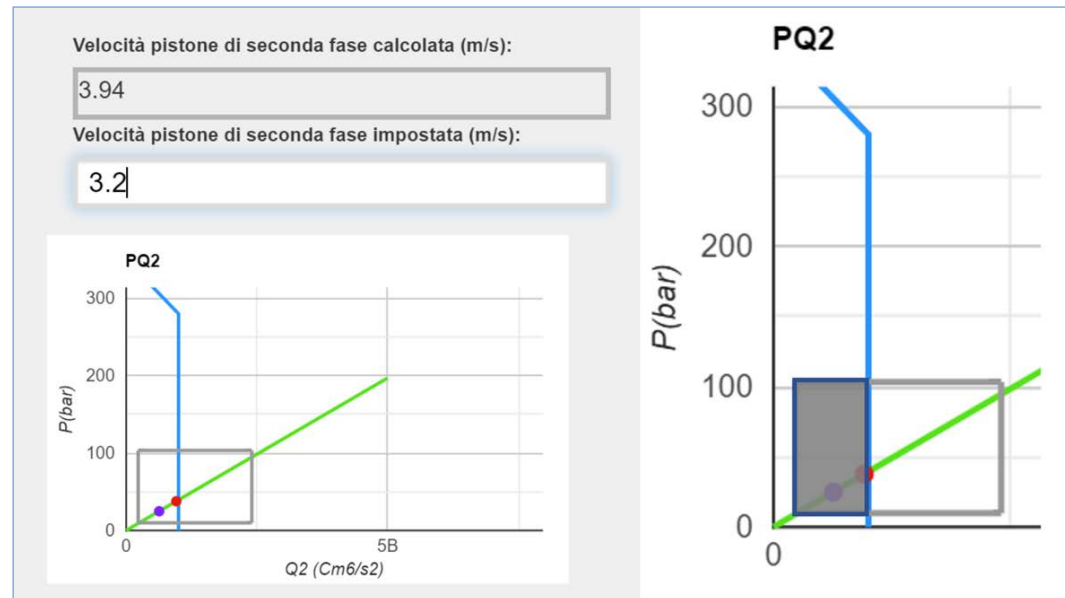 Velocità pistone di seconda fase calcolata (m/s):
3.94
Velocità pistone di seconda fase impostata (m/s):
3.2
PQ2
300
200
100
0
P(bar)
0
5B
Q2 (Cm6/s2)
PQ2
300
200
100
0
P(bar)
0